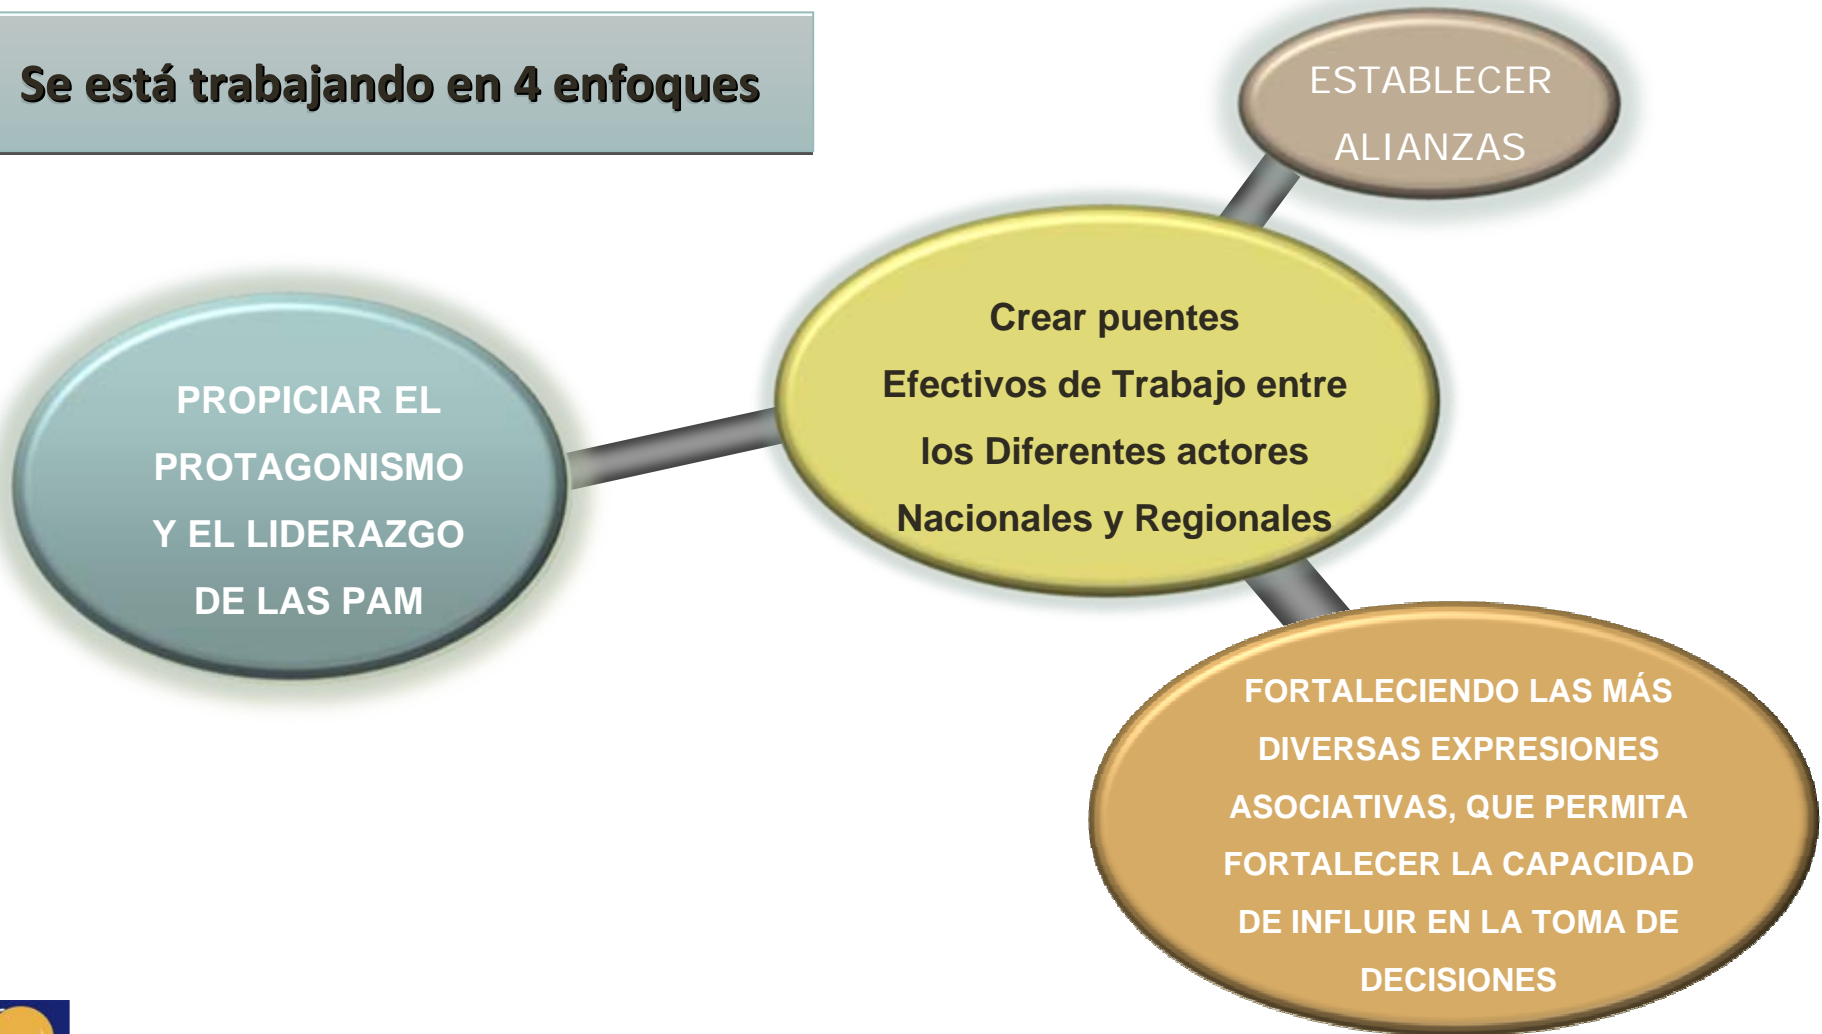 Se está trabajando en 4 enfoques
ESTABLECER
ALIANZAS
Crear puentes
Efectivos de Trabajo entre
los Diferentes actores
Nacionales y Regionales
PROPICIAR EL
PROTAGONISMO
Y EL LIDERAZGO
DE LAS PAM
FORTALECIENDO LAS MÁS
DIVERSAS EXPRESIONES
ASOCIATIVAS, QUE PERMITA
FORTALECER LA CAPACIDAD
DE INFLUIR EN LA TOMA DE
DECISIONES